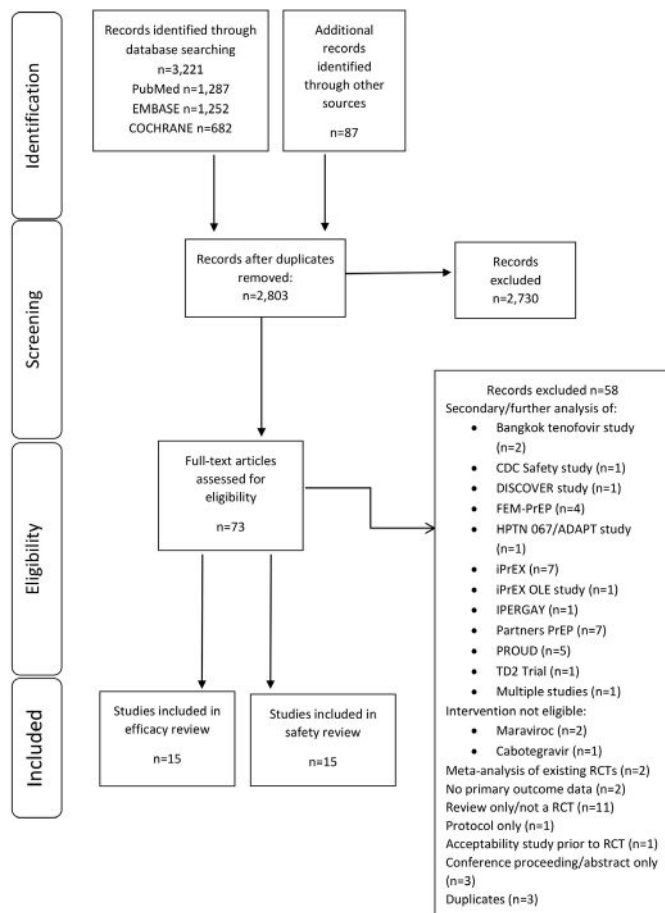 Identification
Records identified through
database searching
n=3,221
PubMed n=1,287
EMBASE n=1,252
COCHRANE n=682
Additional
records
identified
through other
sources
n=87
Screening
Records after duplicates
removed:
n=2,803
Records
excluded
n=2,730
Eligibility
Full-text articles
assessed for
eligibility
n=73
Records excluded n=58
Secondary/further analysis of:
• Bangkok tenofovir study
(n=2)
• CDC Safety study (n=1)
• DISCOVER study (n=1)
• FEM-PrEP (n=4)
• HPTN 067/ADAPT study
(n=1)
• iPrEX (n=7)
• iPrEX OLE study (n=1)
• IPERGAY (n=1)
• Partners PrEP (n=7)
• PROUD (n=5)
• TD2 Trial (n=1)
• Multiple studies (n=1)
Intervention not eligible:
• Maraviroc (n=2)
• Cabotegravir (n=1)
Meta-analysis of existing RCTs (n=2)
No primary outcome data (n=2)
Review only/not a RCT (n=11)
Protocol only (n=1)
Acceptability study prior to RCT (n=1)
Conference proceeding/abstract only
(n=3)
Duplicates (n=3)
Included
Studies included in
efficacy review
n=15
Studies included in
safety review
n=15